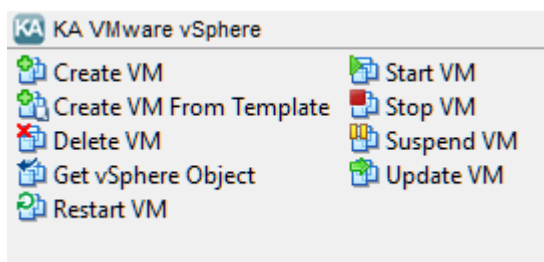 KA KA VMware vSphere
Create VM
Create VM From Template
Delete VM
Get vSphere Object
Restart VM
Start VM
Stop VM
Suspend VM
Update VM